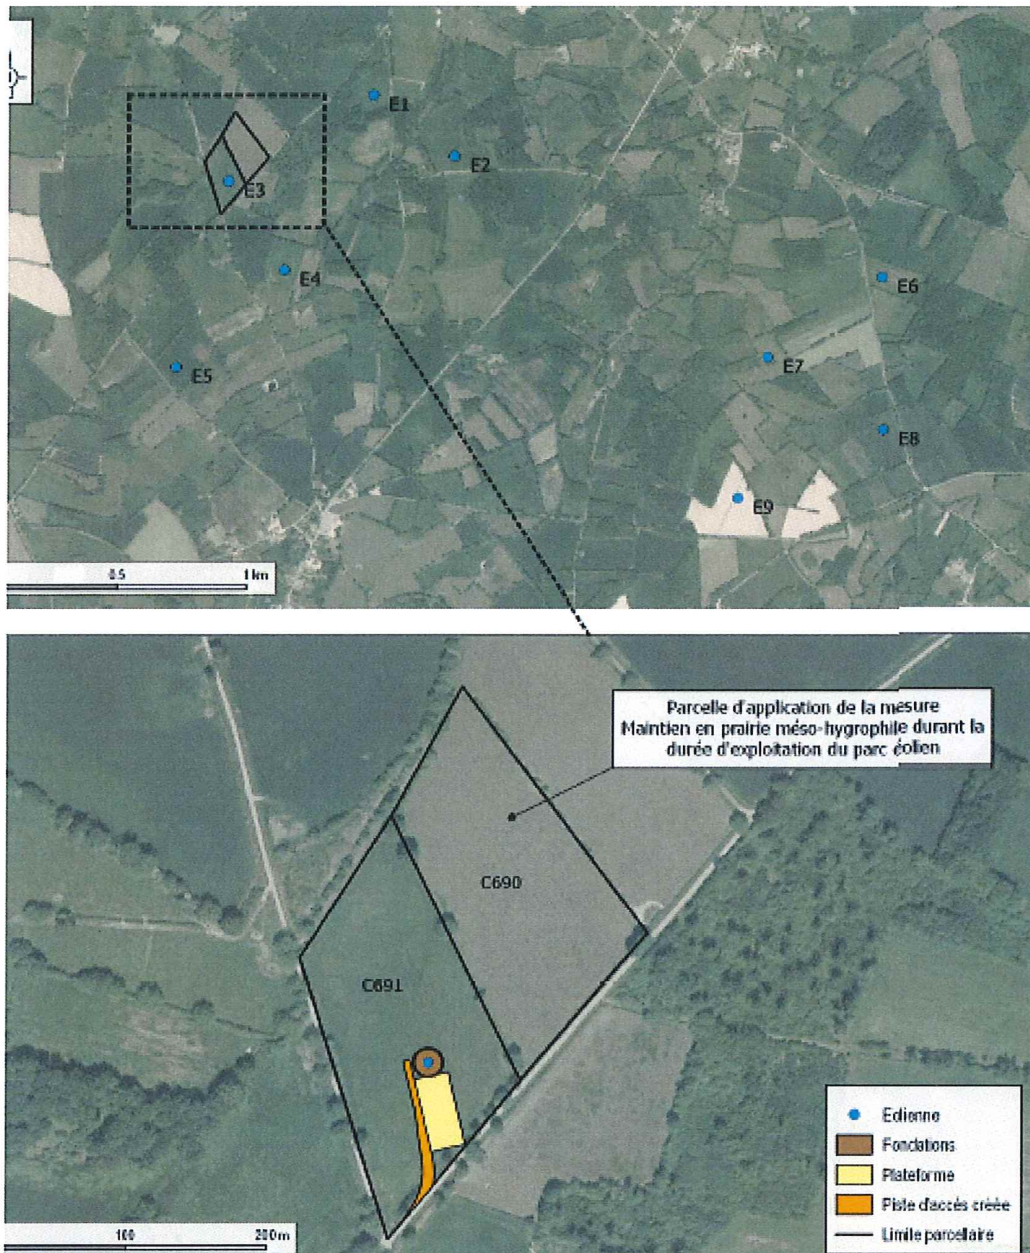 E1
E2
E3
E4
E5
E6
E7
E8
E9
0.5
1 km
Parcelle d'application de la mesure
Maintien en prairie méso-hygrophile durant la
durée d'exploitation du parc éolien
C690
C691
Eolienne
Fondations
Plateforme
Piste d'accès créée
Limite parcellaire
100
200 m